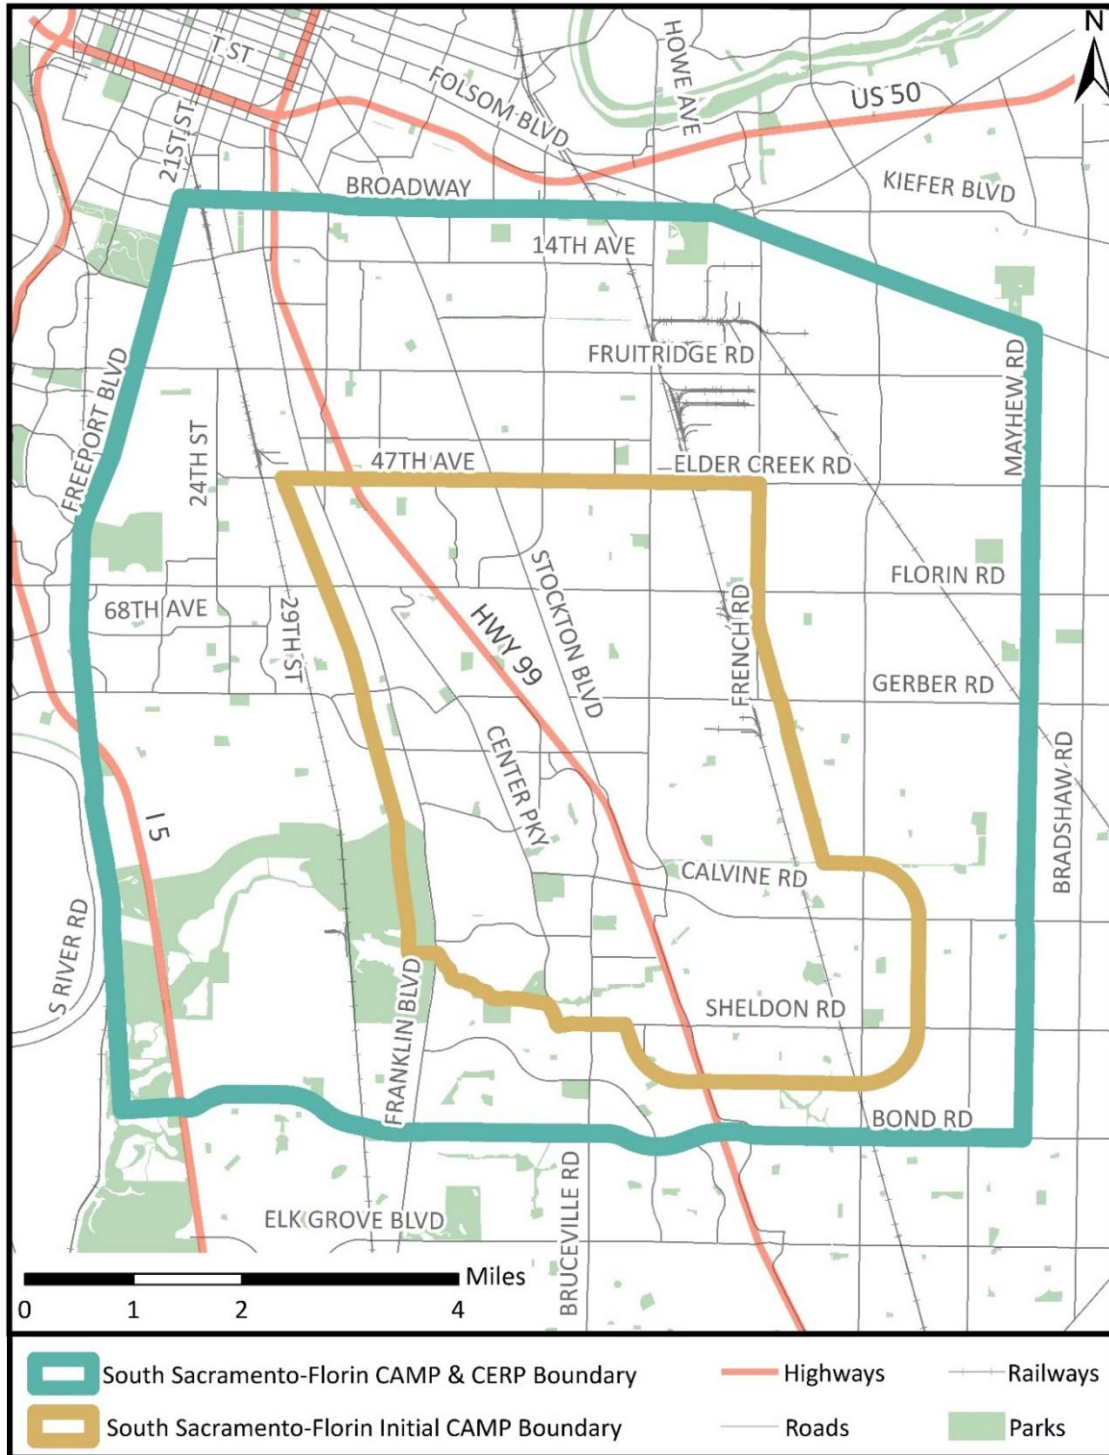 N
T ST
HOWE AVE
FOLSOM BLVD
US 50
21ST ST
BROADWAY
KIEFER BLVD
14TH AVE
FRUITRIDGE RD
FREEPORT BLVD
MAYHEW RD
24TH ST
47TH AVE
ELDER CREEK RD
STOCKTON BLVD
FLORIN RD
68TH AVE
29TH ST
HWY 99
FRENCH RD
GERBER RD
CENTER PKY
BRADSHAW RD
I 5
CALVINE RD
S RIVER RD
FRANKLIN BLVD
SHELDON RD
BOND RD
BRUCEVILLE RD
ELK GROVE BLVD
Miles
0 1 2 4
South Sacramento-Florin CAMP & CERP Boundary
Highways
Railways
South Sacramento-Florin Initial CAMP Boundary
Roads
Parks